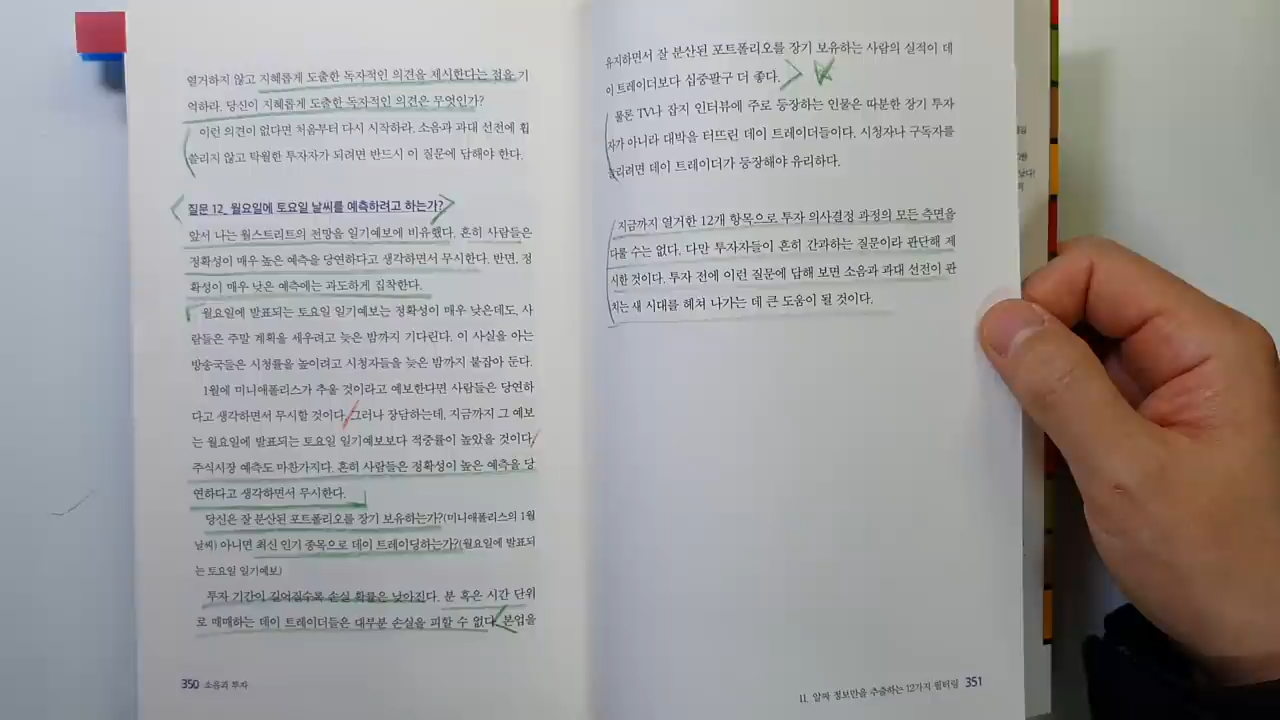 열거하지 않고 지혜롭게 도출한 독자적인 의견을 제시한다는 점을 기
억하라. 당신이 지혜롭게 도출한 독자적인 의견은 무엇인가?
이런 의견이 없다면 처음부터 다시 시작하라. 소음과 과대 선전에 휩
쓸리지 않고 탁월한 투자자가 되려면 반드시 이 질문에 답해야 한다.
질문 12_ 월요일에 토요일 날씨를 예측하려고 하는가?
앞서 나는 월스트리트의 전망을 일기예보에 비유했다. 흔히 사람들은
정확성이 매우 높은 예측을 당연하다고 생각하면서 무시한다. 반면, 정
확성이 매우 낮은 예측에는 과도하게 집착한다.
월요일에 발표되는 토요일 일기예보는 정확성이 매우 낮은데도, 사
람들은 주말 계획을 세우려고 늦은 밤까지 기다린다. 이 사실을 아는
방송국들은 시청률을 높이려고 시청자들을 늦은 밤까지 붙잡아 둔다.
1월에 미니애폴리스가 추울 것이라고 예보한다면 사람들은 당연하
다고 생각하면서 무시할 것이다. 그러나 장담하는데, 지금까지 그 예보
는 월요일에 발표되는 토요일 일기예보보다 적중률이 높았을 것이다.
주식시장 예측도 마찬가지다. 흔히 사람들은 정확성이 높은 예측을 당
연하다고 생각하면서 무시한다.
당신은 잘 분산된 포트폴리오를 장기 보유하는가?(미니애폴리스의 1월
날씨) 아니면 최신 인기 종목으로 데이 트레이딩하는가?(월요일에 발표되
는 토요일 일기예보)
투자 기간이 길어질수록 손실 확률은 낮아진다. 분 혹은 시간 단위
로 매매하는 데이 트레이더들은 대부분 손실을 피할 수 없다. 본업을
350 소음과 투자
유지하면서 잘 분산된 포트폴리오를 장기 보유하는 사람의 실적이 데
이 트레이더보다 십중팔구 더 좋다.
물론 TV나 잡지 인터뷰에 주로 등장하는 인물은 따분한 장기 투자
자가 아니라 대박을 터뜨린 데이 트레이더들이다. 시청자나 구독자를
늘리려면 데이 트레이더가 등장해야 유리하다.
지금까지 열거한 12개 항목으로 투자 의사결정 과정의 모든 측면을
다룰 수는 없다. 다만 투자자들이 흔히 간과하는 질문이라 판단해 제
시한 것이다. 투자 전에 이런 질문에 답해 보면 소음과 과대 선전이 판
치는 새 시대를 헤쳐 나가는 데 큰 도움이 될 것이다.
11. 알짜 정보만을 추출하는 12가지 필터링 351